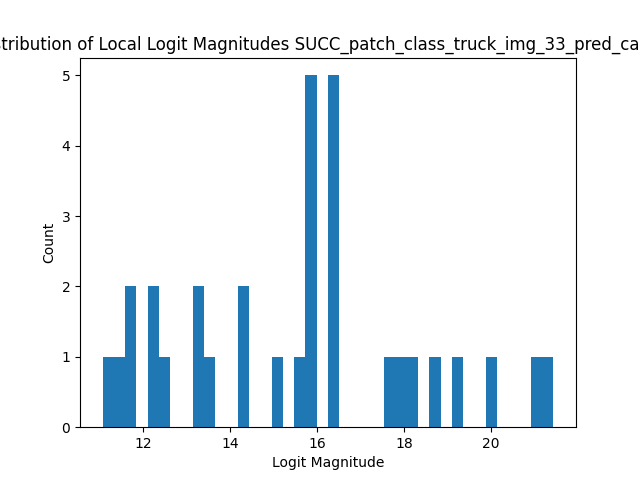 tribution of Local Logit Magnitudes SUCC_patch_class_truck_img_33_pred_ca
5
4
3
2
1
0
Count
12 14 16 18 20
Logit Magnitude